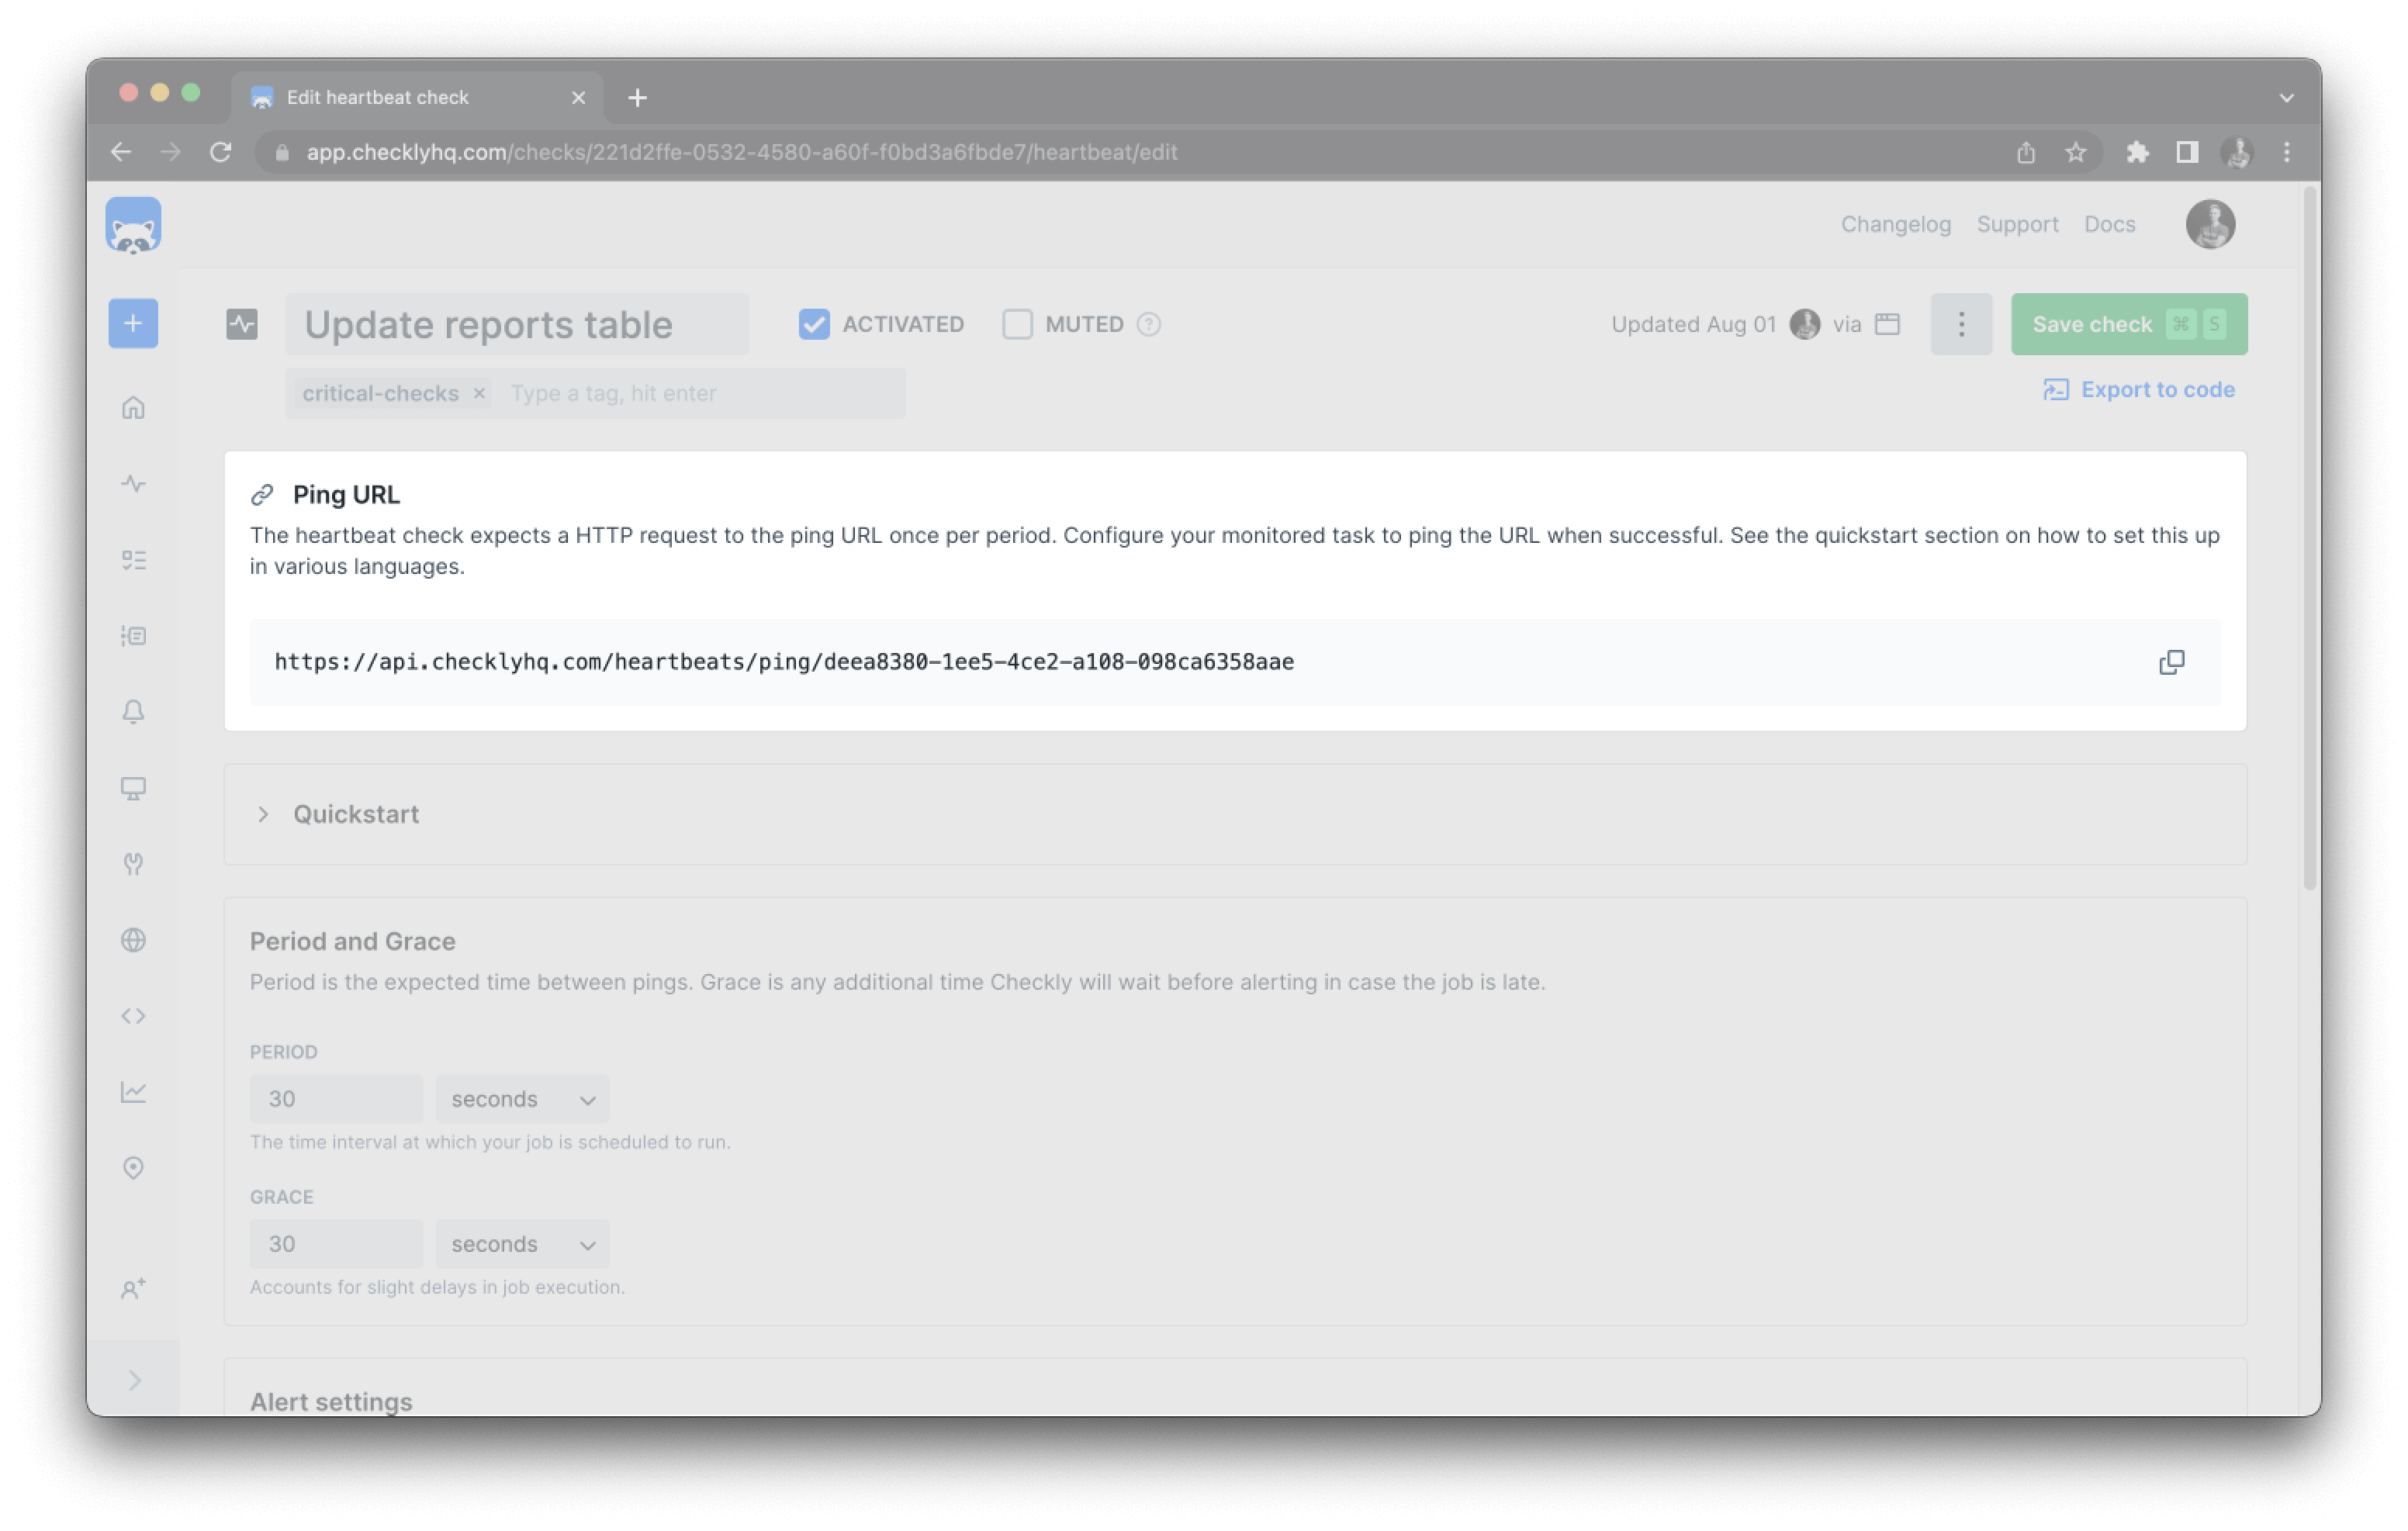 Edit heartbeat check
app.checklyhq.com/checks/221d2ffe-0532-4580-a60f-f0bd3a6fbde7/heartbeat/edit
Changelog Support Docs
Update reports table ACTIVATED MUTED ? Updated Aug 01 via Save check ⌘ S
critical-checks × Type a tag, hit enter Export to code
Ping URL
The heartbeat check expects a HTTP request to the ping URL once per period. Configure your monitored task to ping the URL when successful. See the quickstart section on how to set this up
in various languages.
https://api.checklyhq.com/heartbeats/ping/deea8380-1ee5-4ce2-a108-098ca6358aae
Quickstart
Period and Grace
Period is the expected time between pings. Grace is any additional time Checkly will wait before alerting in case the job is late.
PERIOD
30 seconds
The time interval at which your job is scheduled to run.
GRACE
30 seconds
Accounts for slight delays in job execution.
Alert settings